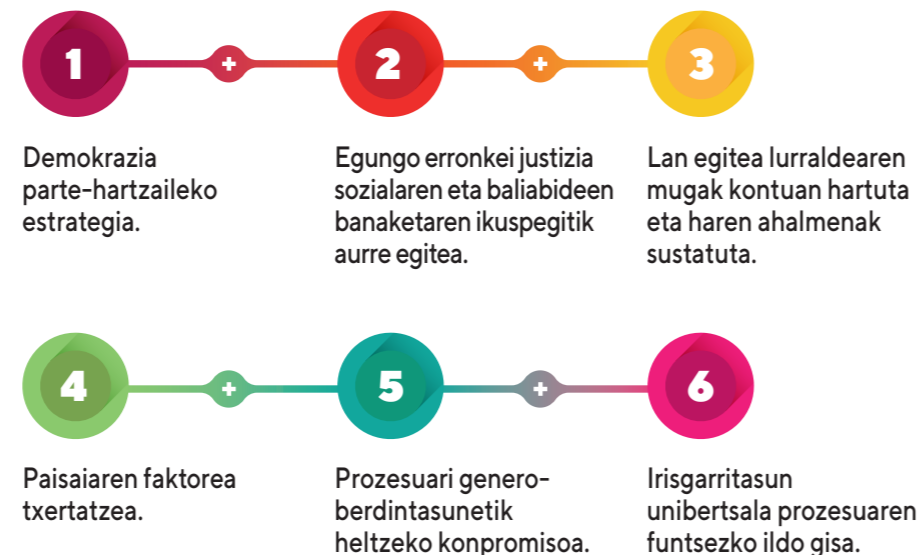 1
+
2
+
3
Demokrazia
parte-hartzaileko
estrategia.
Egungo erronkei justizia
sozialaren eta baliabideen
banaketaren ikuspegitik
aurre egitea.
Lan egitea lurraldearen
mugak kontuan hartuta
eta haren ahalmenak
sustatuta.
4
+
5
+
6
Paisaiaren faktorea
txertatzea.
Prozesuari genero-
berdintasunetik
heltzeko konpromisoa.
Irisgarritasun
unibertsala prozesuaren
funtsezko ildo gisa.